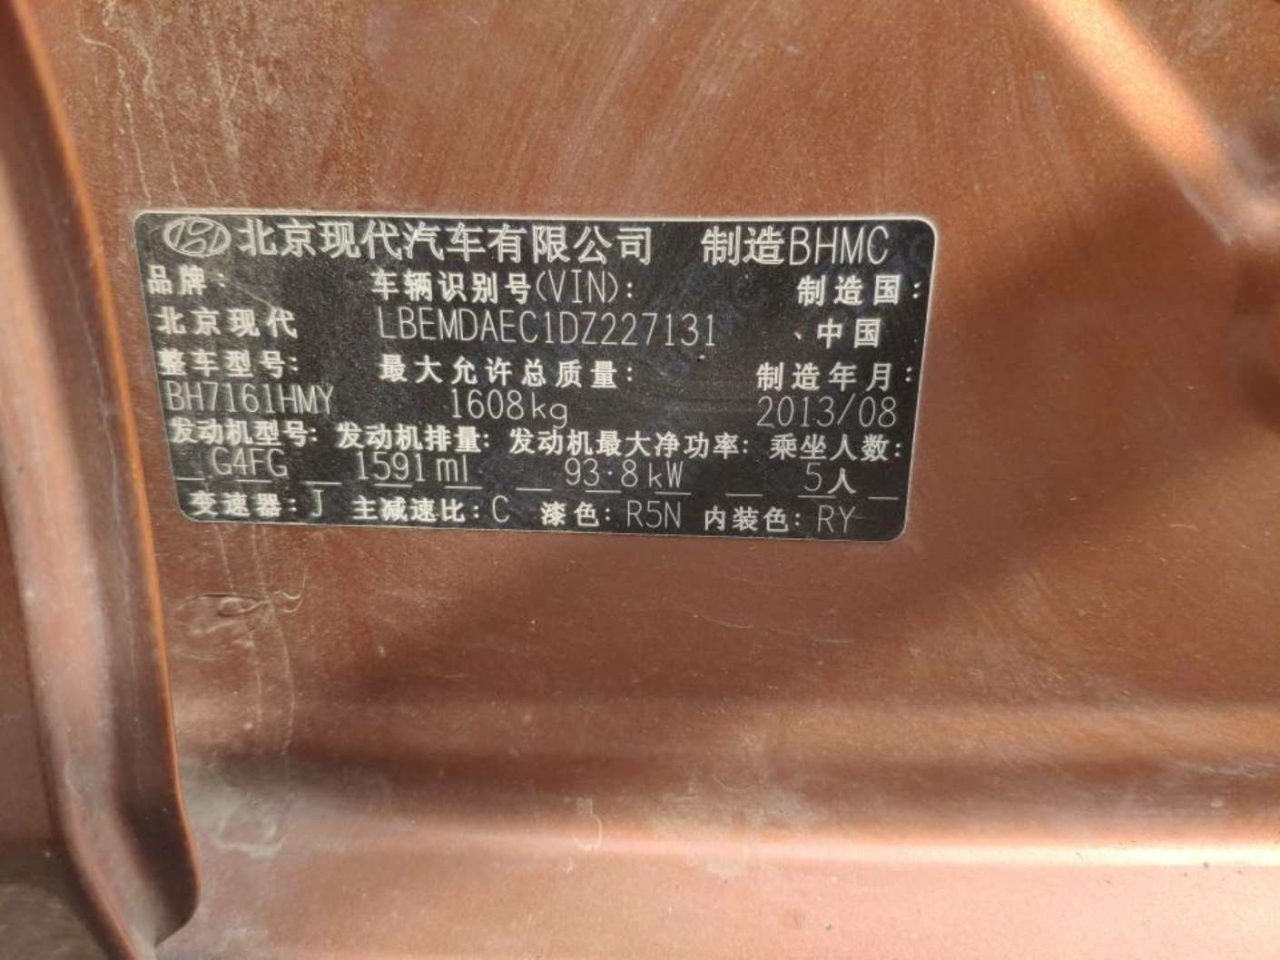 北京现代汽车有限公司 制造BHMC
品牌: 车辆识别号(VIN): 制造国:
北京现代 LBEMDAEC1DZ227131 、中国
整车型号: 最大允许总质量: 制造年月:
BH7161HMY 1608kg 2013/08
发动机型号: 发动机排量: 发动机最大净功率: 乘坐人数:
G4FG 1591ml 93.8kW 5人
变速器: J 主减速比: C 漆色: R5N 内装色: RY